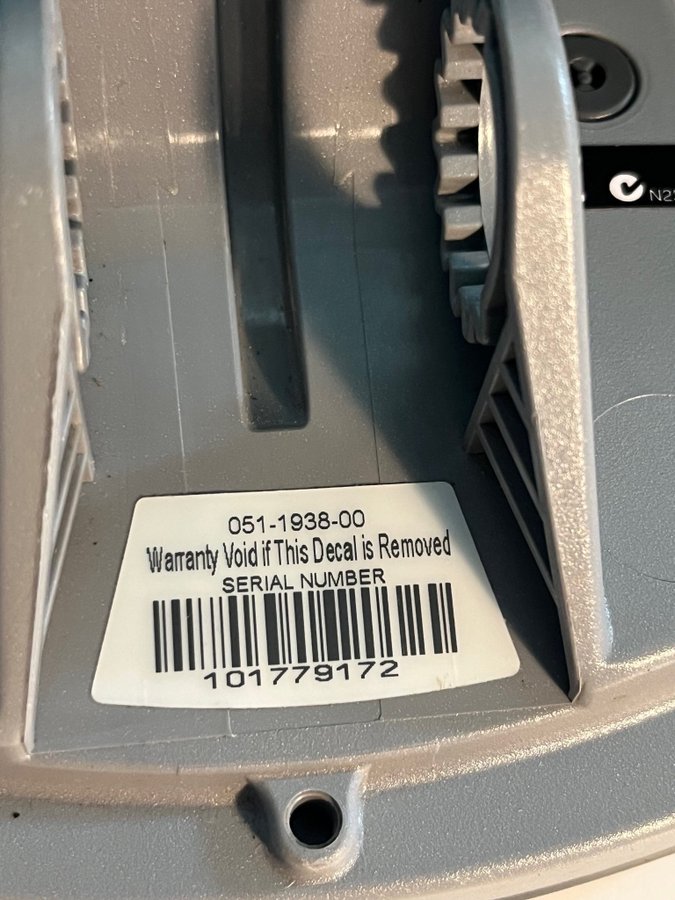 N2
051-1938-00
Warranty Void if This Decal is Removed
SERIAL NUMBER
101779172